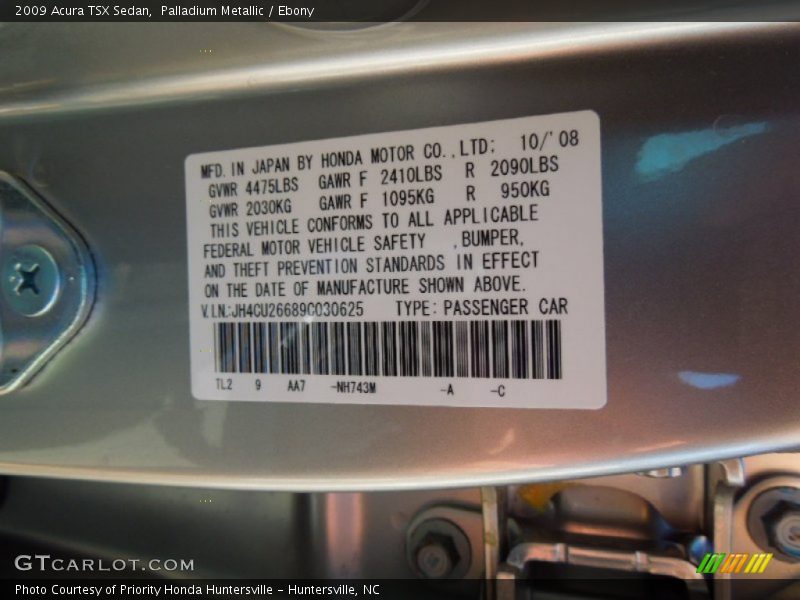 2009 Acura TSX Sedan, Palladium Metallic / Ebony
MFD. IN JAPAN BY HONDA MOTOR CO.,LTD; 10/'08
GVWR 4475LBS GAWR F 2410LBS R 2090LBS
GVWR 2030KG GAWR F 1095KG R 950KG
THIS VEHICLE CONFORMS TO ALL APPLICABLE
FEDERAL MOTOR VEHICLE SAFETY ,BUMPER,
AND THEFT PREVENTION STANDARDS IN EFFECT
ON THE DATE OF MANUFACTURE SHOWN ABOVE.
V.I.N.:JH4CU26689C030625 TYPE: PASSENGER CAR
TL2 9 AA7 -NH743M -A -C
GTCARLOT.COM
Photo Courtesy of Priority Honda Huntersville - Huntersville, NC